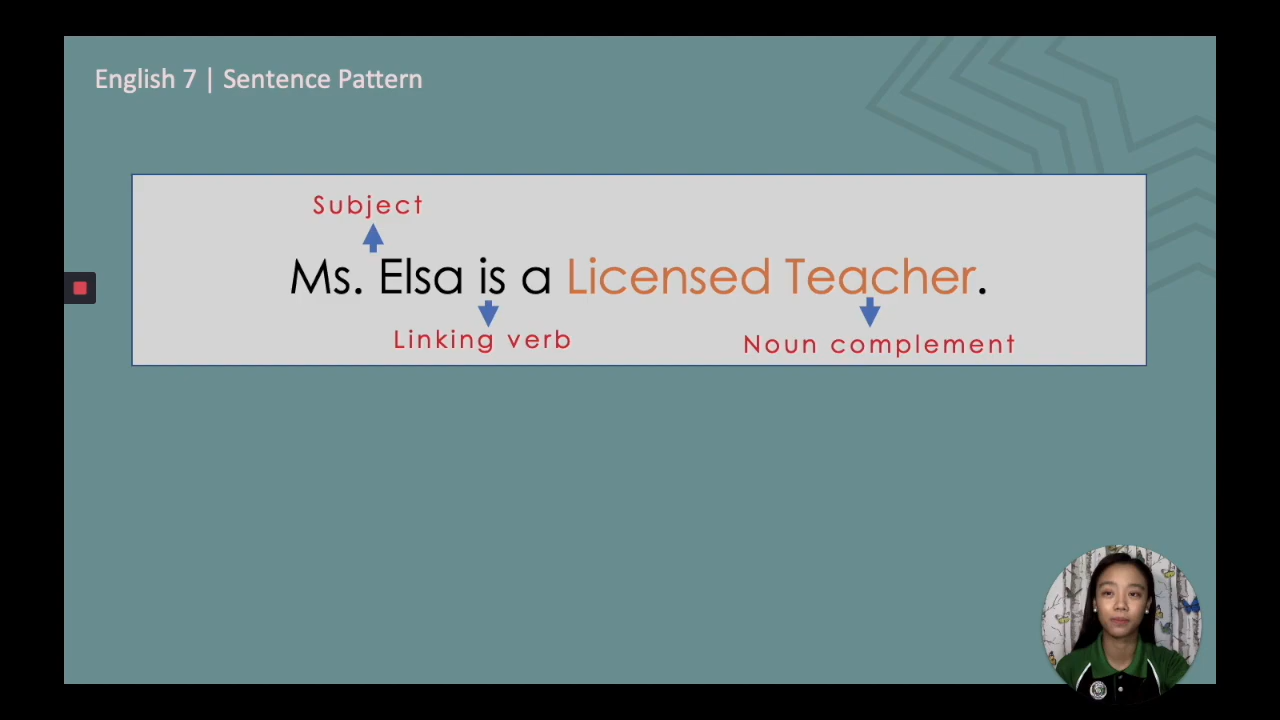 English 7 | Sentence Pattern
Subject
Ms. Elsa is a Licensed Teacher.
Linking verb
Noun complement